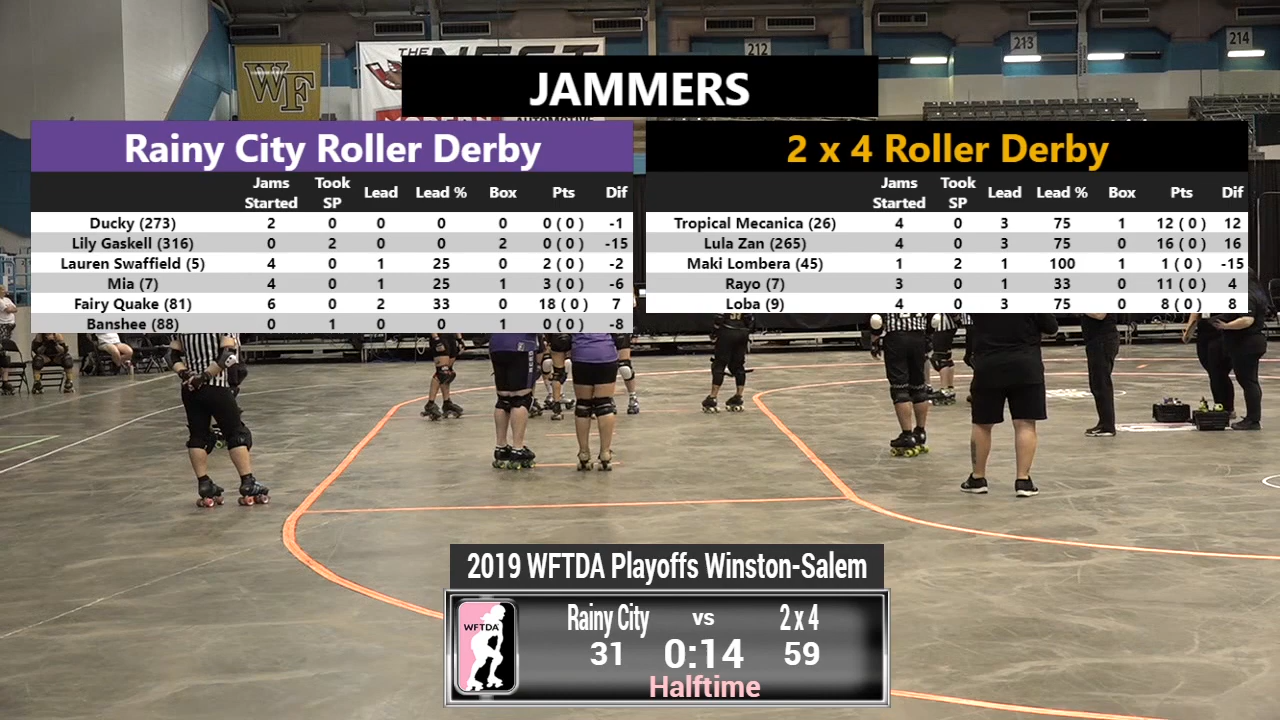 212
213
214
THE NEST
WF
AUTOMOTIVE
JAMMERS
Rainy City Roller Derby
Jams Started Took SP Lead Lead % Box Pts Dif
Ducky (273) 2 0 0 0 0 0 ( 0 ) -1
Lily Gaskell (316) 0 2 0 0 2 0 ( 0 ) -15
Lauren Swaffield (5) 4 0 1 25 0 2 ( 0 ) -2
Mia (7) 4 0 1 25 1 3 ( 0 ) -6
Fairy Quake (81) 6 0 2 33 0 18 ( 0 ) 7
Banshee (88) 0 1 0 0 1 0 ( 0 ) -8
2 x 4 Roller Derby
Jams Started Took SP Lead Lead % Box Pts Dif
Tropical Mecanica (26) 4 0 3 75 1 12 ( 0 ) 12
Lula Zan (265) 4 0 3 75 0 16 ( 0 ) 16
Maki Lombera (45) 1 2 1 100 1 1 ( 0 ) -15
Rayo (7) 3 0 1 33 0 11 ( 0 ) 4
Loba (9) 4 0 3 75 0 8 ( 0 ) 8
2019 WFTDA Playoffs Winston-Salem
WFTDA
Rainy City vs 2 x 4
31 0:14 59
Halftime